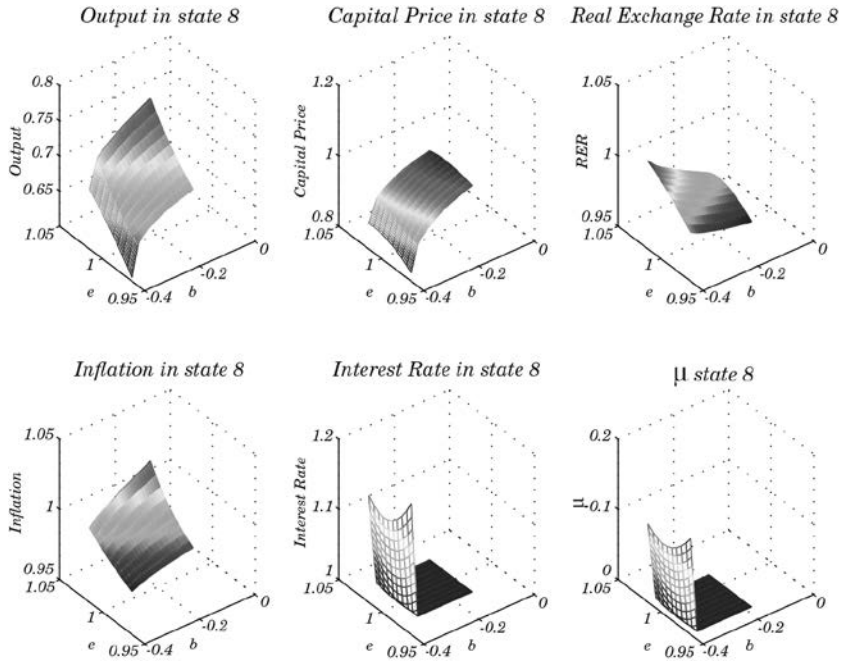 Output in state 8
Capital Price in state 8
Real Exchange Rate in state 8
0.8
0.75
0.7
0.65
1.05
Output
1
0.95
e
-0.4
-0.2
0
b
1.2
1
0.8
1.05
Capital Price
1
0.95
e
-0.4
-0.2
0
b
1.05
1
0.95
1.05
RER
1
0.95
e
-0.4
-0.2
0
b
Inflation in state 8
Interest Rate in state 8
μ state 8
1.05
1
0.95
1.05
Inflation
1
0.95
e
-0.4
-0.2
0
b
1.2
1.1
1
1.05
Interest Rate
1
0.95
e
-0.4
-0.2
0
b
0.2
-0.1
0
1.05
μ
1
0.95
e
-0.4
-0.2
0
b